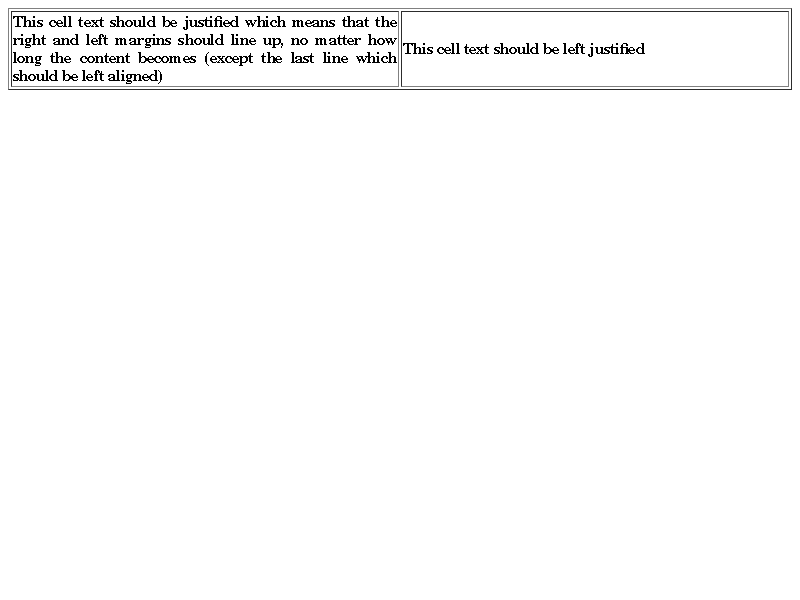 This cell text should be justified which means that the
right and left margins should line up, no matter how
long the content becomes (except the last line which
should be left aligned)
This cell text should be left justified